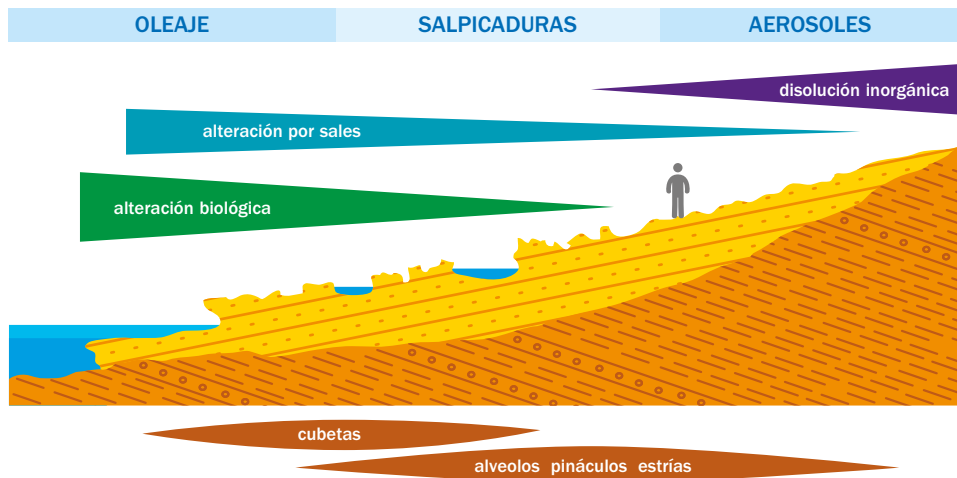 OLEAJE
SALPICADURAS
AEROSOLES
disolución inorgánica
alteración por sales
alteración biológica
cubetas
alveolos pináculos estrías